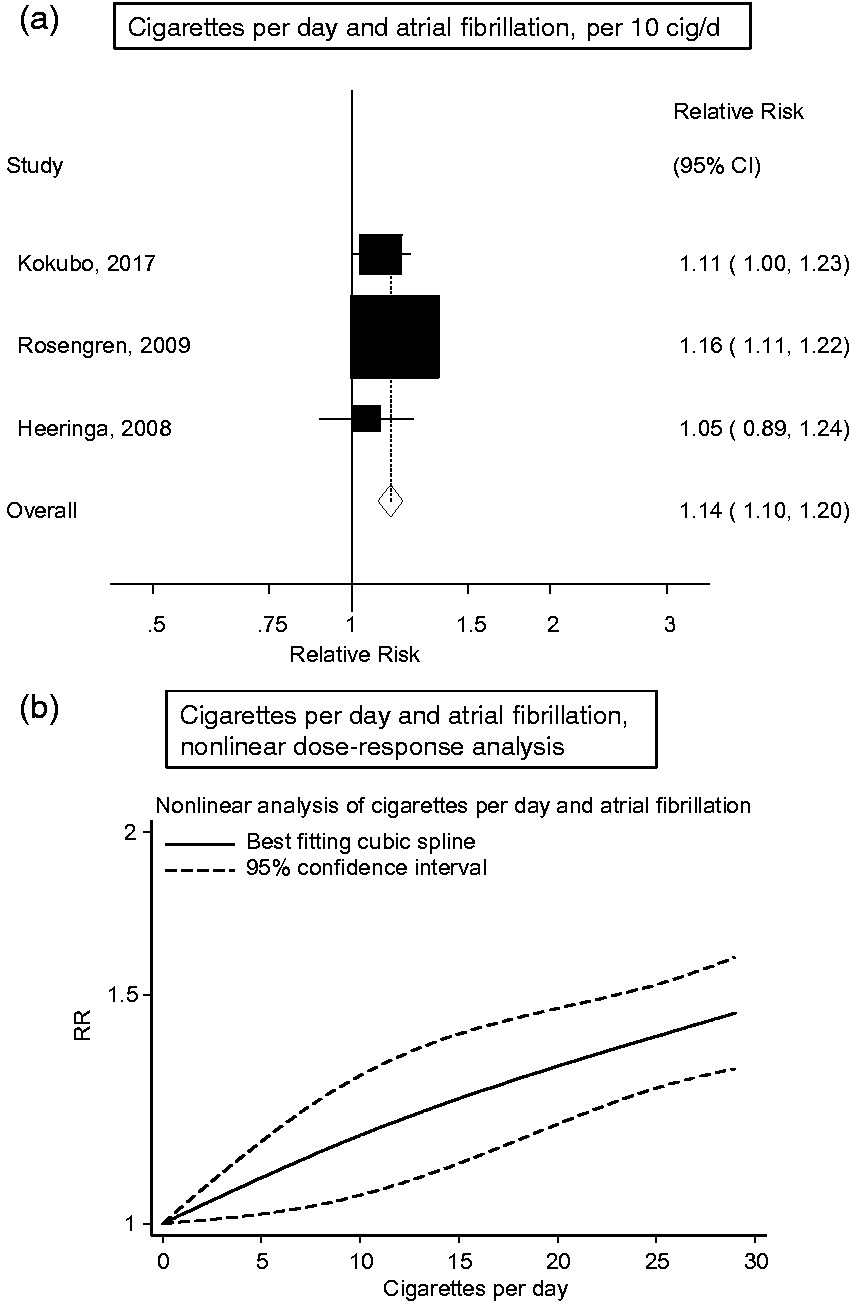 (a)
Cigarettes per day and atrial fibrillation, per 10 cig/d
Relative Risk
Study (95% CI)
Kokubo, 2017 1.11 ( 1.00, 1.23)
Rosengren, 2009 1.16 ( 1.11, 1.22)
Heeringa, 2008 1.05 ( 0.89, 1.24)
Overall 1.14 ( 1.10, 1.20)
.5 .75 1 1.5 2 3
Relative Risk
(b)
Cigarettes per day and atrial fibrillation,
nonlinear dose-response analysis
Nonlinear analysis of cigarettes per day and atrial fibrillation
2
Best fitting cubic spline
95% confidence interval
1.5
RR
1
0 5 10 15 20 25 30
Cigarettes per day